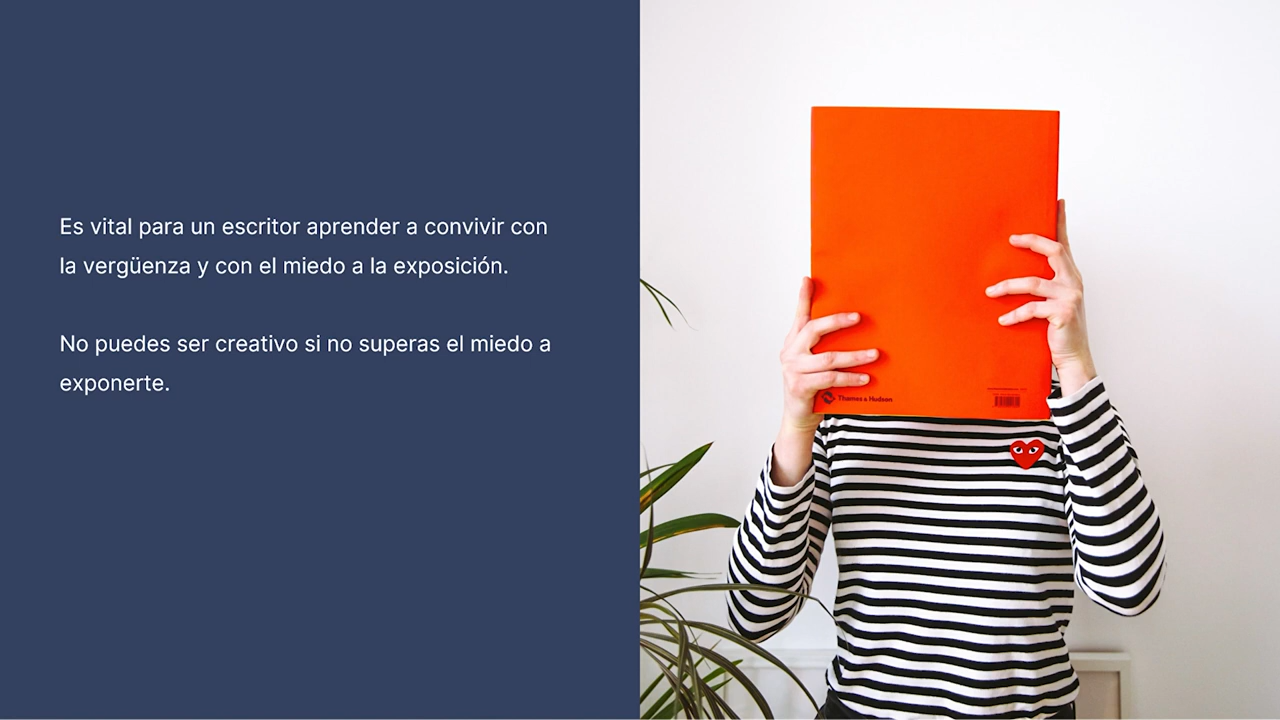 Es vital para un escritor aprender a convivir con
la vergüenza y con el miedo a la exposición.
No puedes ser creativo si no superas el miedo a
exponerte.
Thames & Hudson